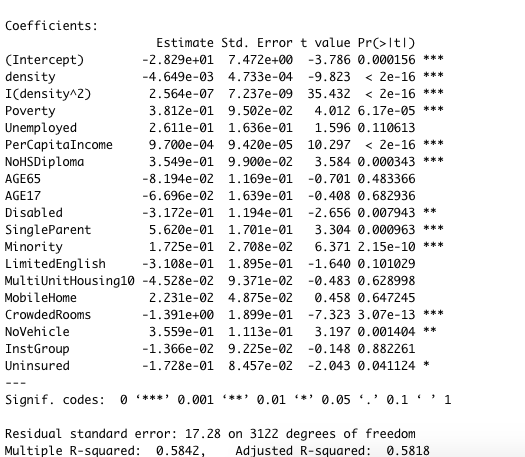 Coefficients:
                     Estimate Std. Error t value Pr(>|t|)
(Intercept)        -2.829e+01  7.472e+00  -3.786 0.000156 ***
density            -4.649e-03  4.733e-04  -9.823  < 2e-16 ***
I(density^2)        2.564e-07  7.237e-09  35.432  < 2e-16 ***
Poverty             3.812e-01  9.502e-02   4.012 6.17e-05 ***
Unemployed          2.611e-01  1.636e-01   1.596 0.110613
PerCapitaIncome     9.700e-04  9.420e-05  10.297  < 2e-16 ***
NoHSDiploma         3.549e-01  9.900e-02   3.584 0.000343 ***
AGE65              -8.194e-02  1.169e-01  -0.701 0.483366
AGE17              -6.696e-02  1.639e-01  -0.408 0.682936
Disabled           -3.172e-01  1.194e-01  -2.656 0.007943 **
SingleParent        5.620e-01  1.701e-01   3.304 0.000963 ***
Minority            1.725e-01  2.708e-02   6.371 2.15e-10 ***
LimitedEnglish     -3.108e-01  1.895e-01  -1.640 0.101029
MultiUnitHousing10 -4.528e-02  9.371e-02  -0.483 0.628998
MobileHome          2.231e-02  4.875e-02   0.458 0.647245
CrowdedRooms       -1.391e+00  1.899e-01  -7.323 3.07e-13 ***
NoVehicle           3.559e-01  1.113e-01   3.197 0.001404 **
InstGroup          -1.366e-02  9.225e-02  -0.148 0.882261
Uninsured          -1.728e-01  8.457e-02  -2.043 0.041124 *
---
Signif. codes:  0 ‘***’ 0.001 ‘**’ 0.01 ‘*’ 0.05 ‘.’ 0.1 ‘ ’ 1
Residual standard error: 17.28 on 3122 degrees of freedom
Multiple R-squared:  0.5842,    Adjusted R-squared:  0.5818